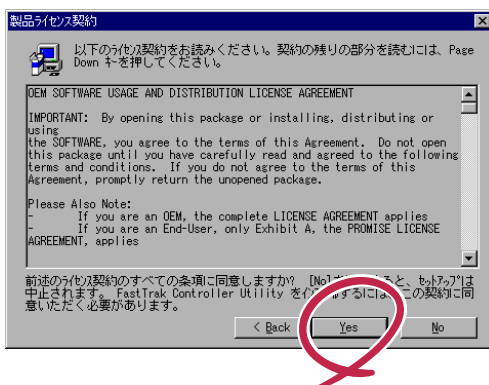 製品ライセンス契約
以下のライセンス契約をお読みください。契約の残りの部分を読むには、Page
Down キーを押してください。
OEM SOFTWARE USAGE AND DISTRIBUTION LICENSE AGREEMENT
IMPORTANT: By opening this package or installing, distributing or
using
the SOFTWARE, you agree to the terms of this Agreement. Do not open
this package until you have carefully read and agreed to the following
terms and conditions. If you do not agree to the terms of this
Agreement, promptly return the unopened package.
Please Also Note:
- If you are an OEM, the complete LICENSE AGREEMENT applies
- If you are an End-User, only Exhibit A, the PROMISE LICENSE
AGREEMENT, applies
前述のライセンス契約のすべての条項に同意しますか? [No] と、セットアップは
中止されます。 FastTrak Controller Utility を には、この契約に同
意いただく必要があります。
< Back
Yes
No